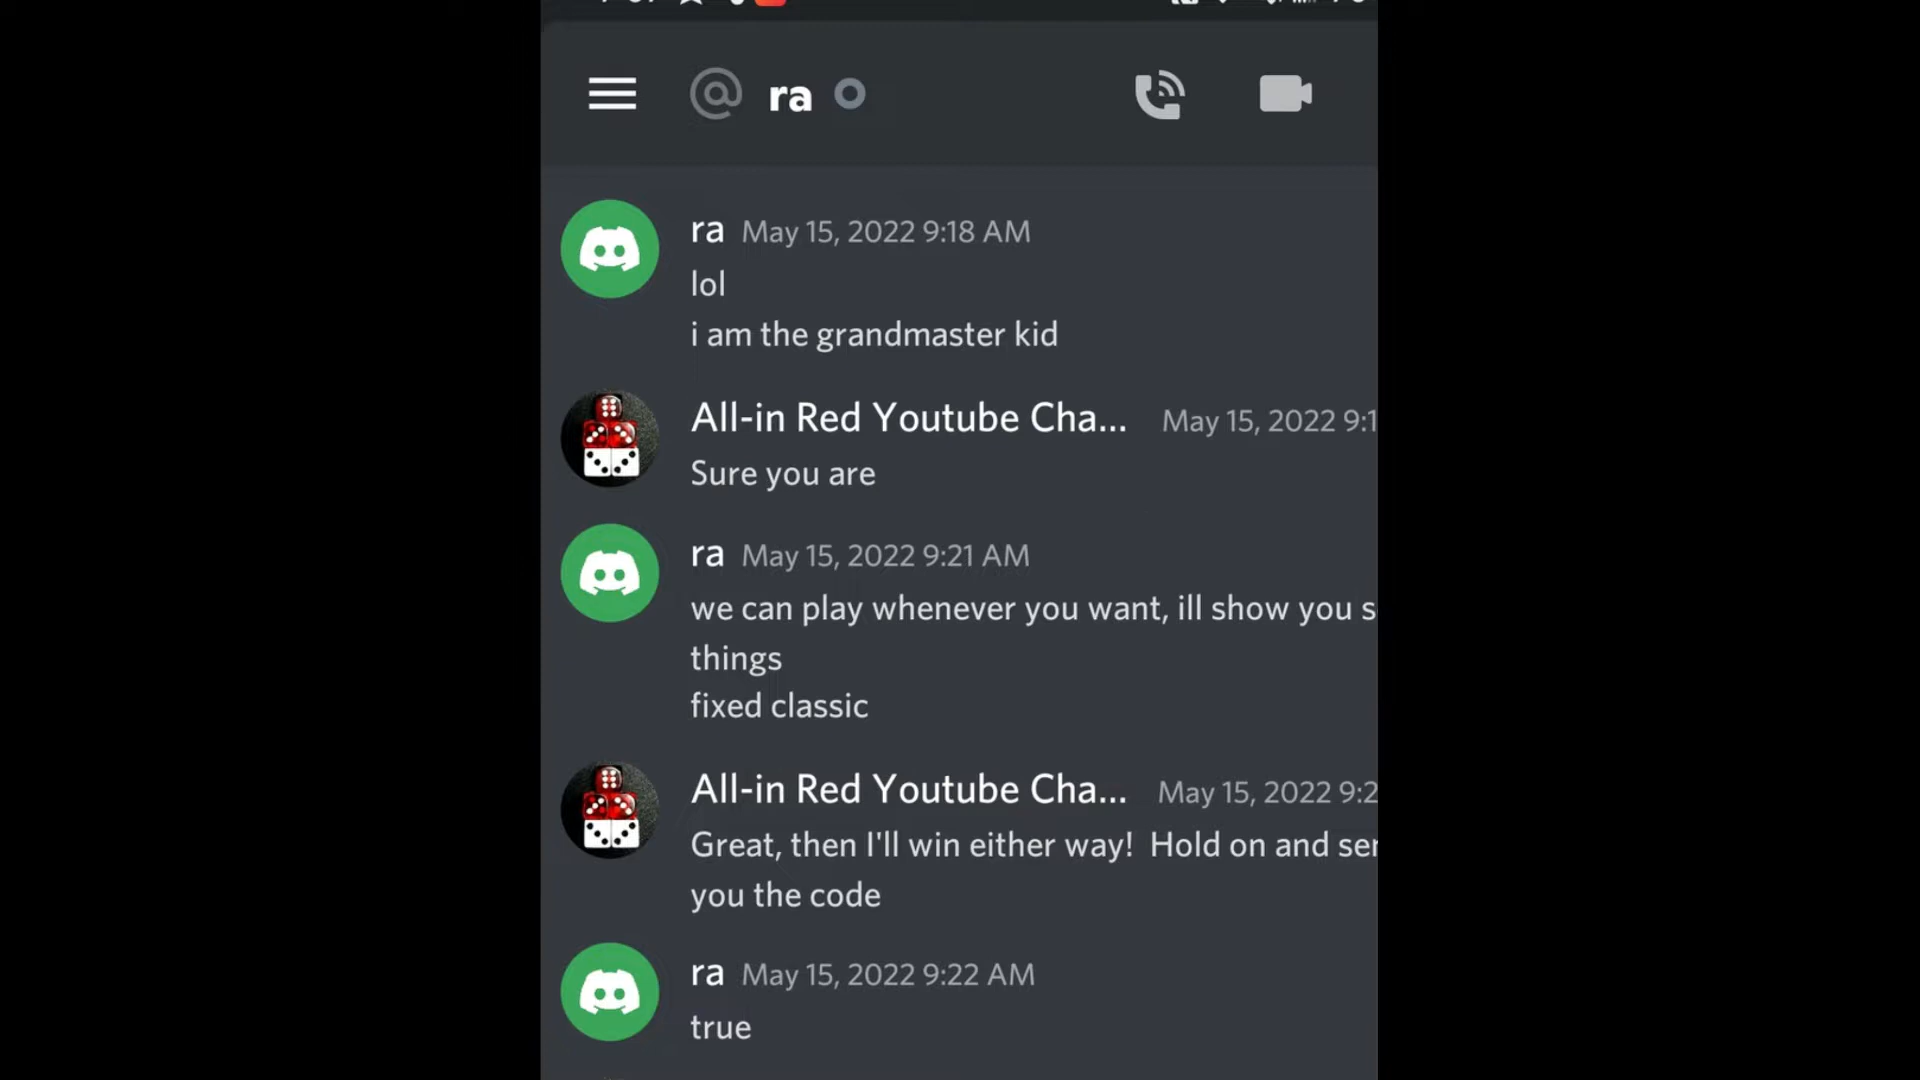 @ ra
ra May 15, 2022 9:18 AM
lol
i am the grandmaster kid
All-in Red Youtube Cha... May 15, 2022 9:1
Sure you are
ra May 15, 2022 9:21 AM
we can play whenever you want, ill show you s
things
fixed classic
All-in Red Youtube Cha... May 15, 2022 9:2
Great, then I'll win either way! Hold on and
you the code
ra May 15, 2022 9:22 AM
true